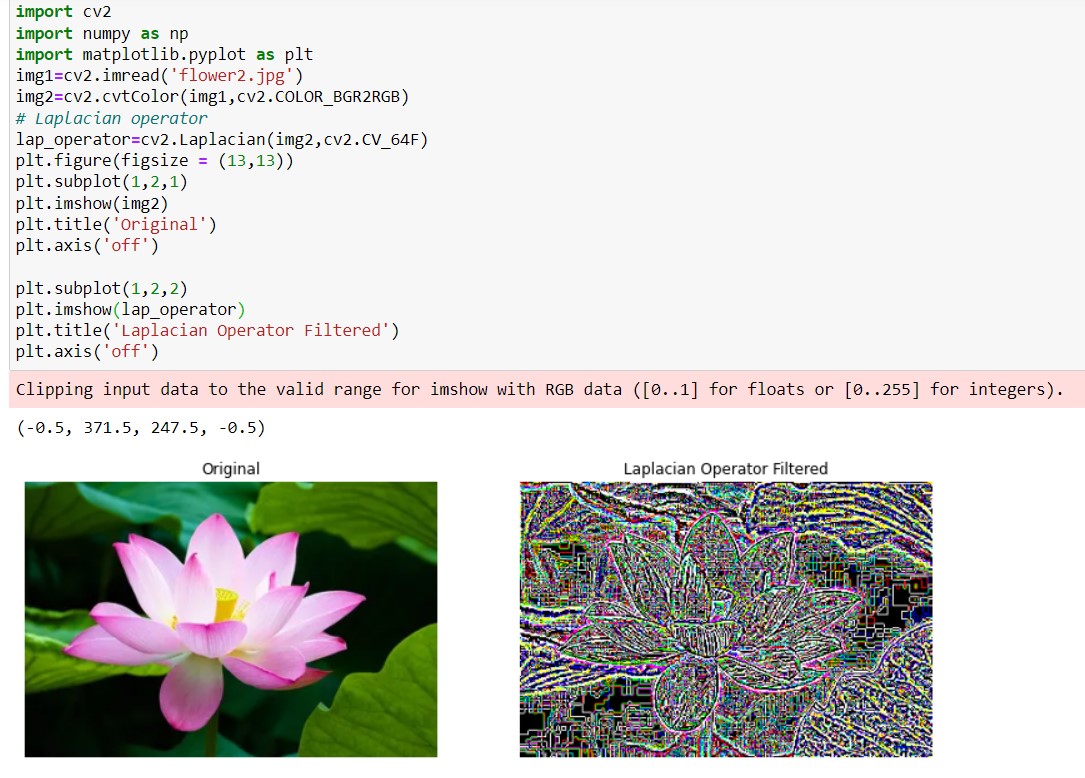 import cv2
import numpy as np
import matplotlib.pyplot as plt
img1=cv2.imread('flower2.jpg')
img2=cv2.cvtColor(img1,cv2.COLOR_BGR2RGB)
# Laplacian operator
lap_operator=cv2.Laplacian(img2,cv2.CV_64F)
plt.figure(figsize = (13,13))
plt.subplot(1,2,1)
plt.imshow(img2)
plt.title('Original')
plt.axis('off')
plt.subplot(1,2,2)
plt.imshow(lap_operator)
plt.title('Laplacian Operator Filtered')
plt.axis('off')
Clipping input data to the valid range for imshow with RGB data ([0..1] for floats or [0..255] for integers).
(-0.5, 371.5, 247.5, -0.5)
Original
Laplacian Operator Filtered